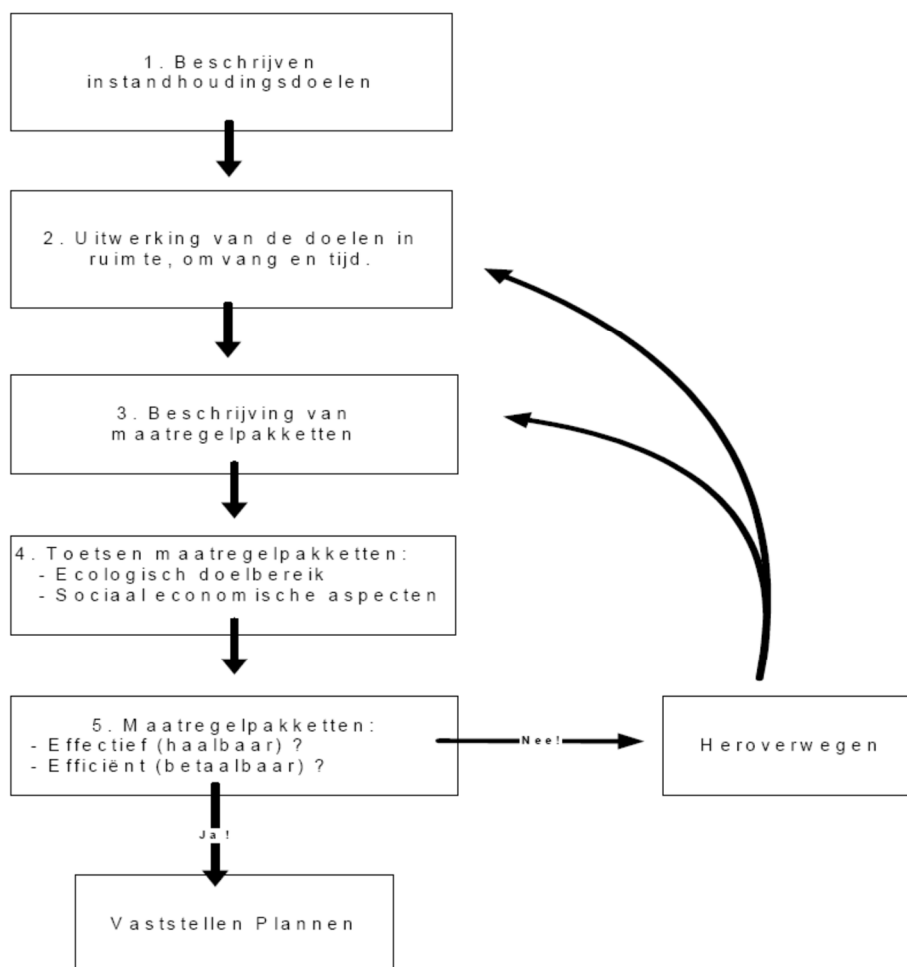 1. Beschrijven
instandhoudingsdoelen
2. Uitwerking van de doelen in
ruimte, omvang en tijd.
3. Beschrijving van
maatregelpakketten
4. Toetsen maatregelpakketten:
- Ecologisch doelbereik
- Sociaal economische aspecten
5. Maatregelpakketten:
- Effectief (haalbaar) ?
- Efficiënt (betaalbaar) ?
Nee!
Heroverwegen
Ja!
Vaststellen Plannen